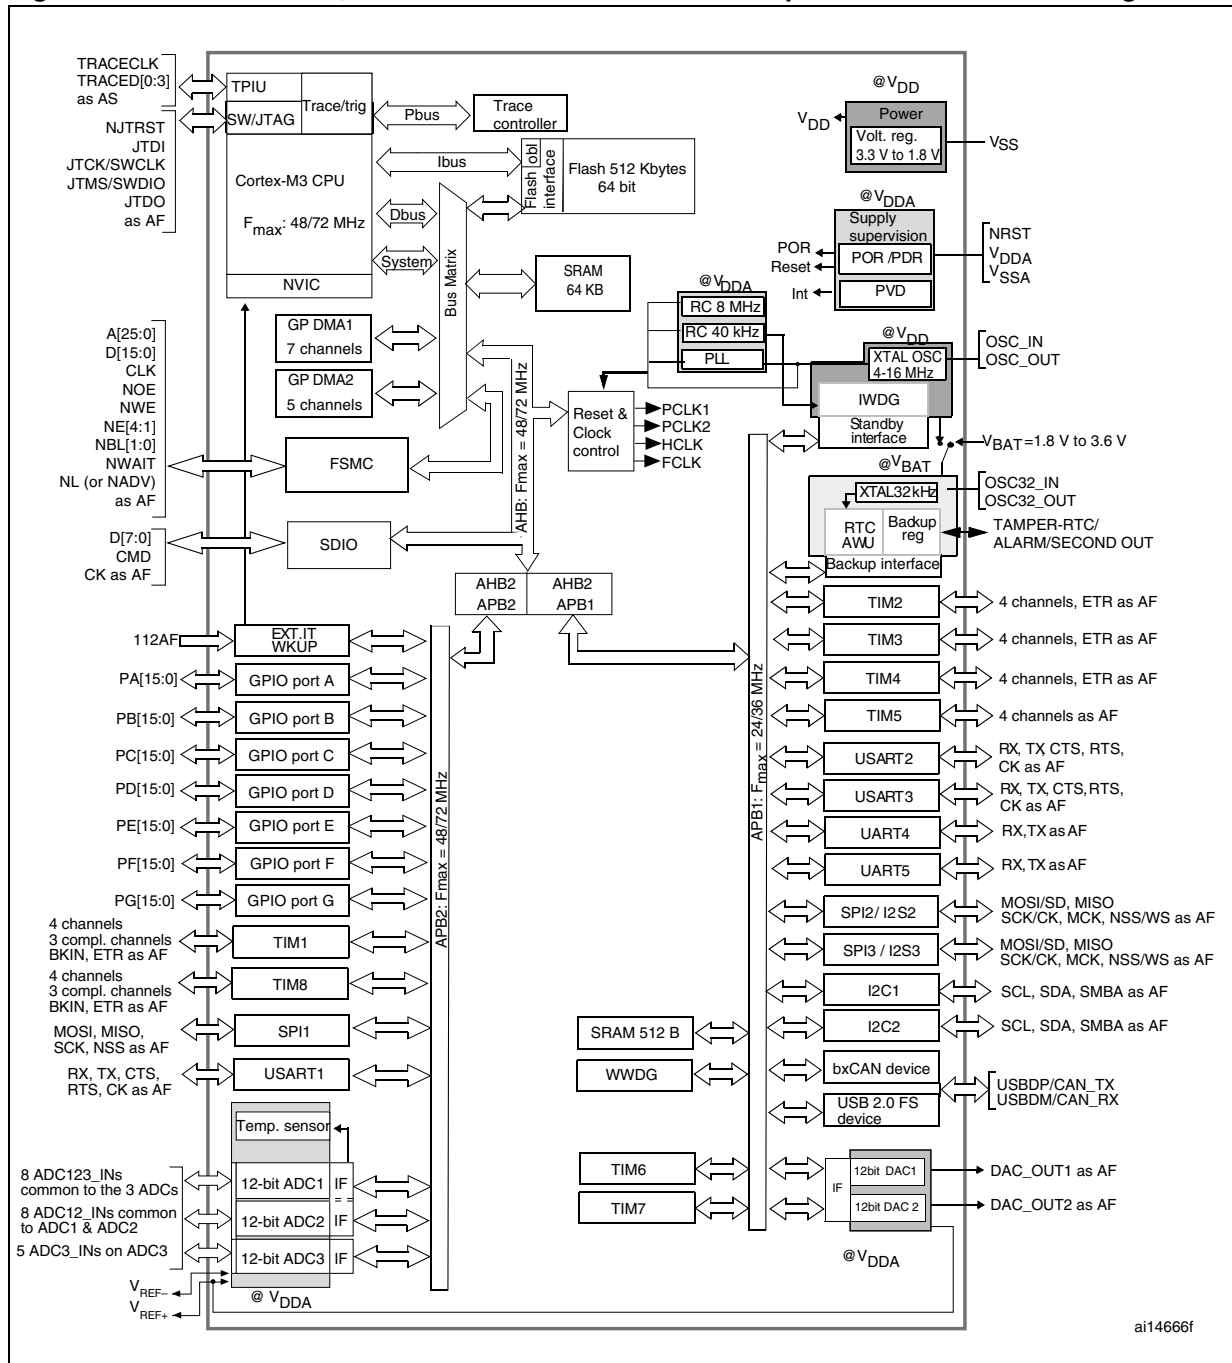 TRACECLK
TRACED[0:3]
as AS
NJTRST
JTDI
JTCK/SWCLK
JTMS/SWDIO
JTDO
as AF
TPIU
SW/JTAG
Trace/trig
Pbus
Trace
controller
Ibus
Cortex-M3 CPU
Fmax: 48/72 MHz
Dbus
System
NVIC
Flash obl
interface
Flash 512 Kbytes
64 bit
Bus Matrix
SRAM
64 KB
GP DMA1
7 channels
GP DMA2
5 channels
@VDD
VDD
Power
Volt. reg.
3.3 V to 1.8 V
VSS
@VDDA
Supply
supervision
POR
Reset
Int
POR /PDR
PVD
NRST
VDDA
VSSA
@VDDA
RC 8 MHz
RC 40 kHz
PLL
@VDD
XTAL OSC
4-16 MHz
OSC_IN
OSC_OUT
IWDG
Standby
interface
VBAT=1.8 V to 3.6 V
Reset &
Clock
control
PCLK1
PCLK2
HCLK
FCLK
@VBAT
XTAL32kHz
OSC32_IN
OSC32_OUT
RTC
AWU
Backup
reg
Backup interface
TAMPER-RTC/
ALARM/SECOND OUT
A[25:0]
D[15:0]
CLK
NOE
NWE
NE[4:1]
NBL[1:0]
NWAIT
NL (or NADV)
as AF
FSMC
D[7:0]
CMD
CK as AF
SDIO
AHB: Fmax = 48/72 MHz
AHB2
APB2
AHB2
APB1
112AF
EXT.IT
WKUP
PA[15:0]
GPIO port A
PB[15:0]
GPIO port B
PC[15:0]
GPIO port C
PD[15:0]
GPIO port D
PE[15:0]
GPIO port E
PF[15:0]
GPIO port F
PG[15:0]
GPIO port G
4 channels
3 compl. channels
BKIN, ETR as AF
TIM1
4 channels
3 compl. channels
BKIN, ETR as AF
TIM8
MOSI, MISO,
SCK, NSS as AF
SPI1
RX, TX, CTS,
RTS, CK as AF
USART1
Temp. sensor
8 ADC123_INs
common to the 3 ADCs
12-bit ADC1
IF
8 ADC12_INs common
to ADC1 & ADC2
12-bit ADC2
IF
5 ADC3_INs on ADC3
12-bit ADC3
IF
VREF–
VREF+
@ VDDA
APB2: Fmax = 48/72 MHz
APB1: Fmax = 24/36 MHz
TIM2
4 channels, ETR as AF
TIM3
4 channels, ETR as AF
TIM4
4 channels, ETR as AF
TIM5
4 channels as AF
USART2
RX, TX, CTS, RTS,
CK as AF
USART3
RX, TX, CTS, RTS,
CK as AF
UART4
RX,TX as AF
UART5
RX,TX as AF
SPI2/ I2S2
MOSI/SD, MISO
SCK/CK, MCK, NSS/WS as AF
SPI3 / I2S3
MOSI/SD, MISO
SCK/CK, MCK, NSS/WS as AF
I2C1
SCL, SDA, SMBA as AF
I2C2
SCL, SDA, SMBA as AF
SRAM 512 B
WWDG
bxCAN device
USB 2.0 FS
device
USBDP/CAN_TX
USBDM/CAN_RX
TIM6
TIM7
IF
12bit DAC1
12bit DAC 2
DAC_OUT1 as AF
DAC_OUT2 as AF
@VDDA
ai14666f